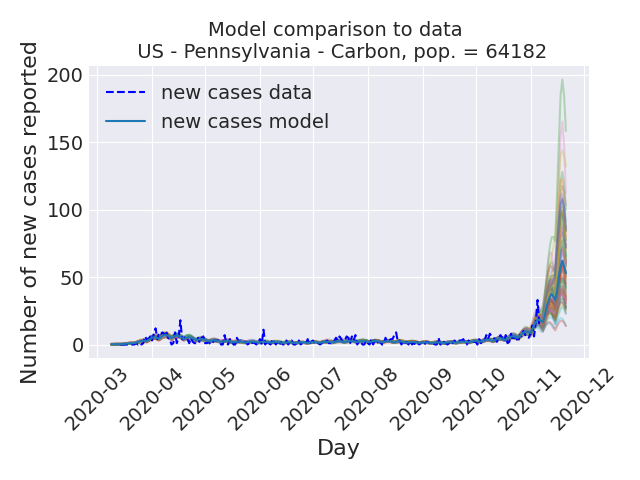 Model comparison to data
US - Pennsylvania - Carbon, pop. = 64182
Number of new cases reported
200
150
100
50
0
new cases data
new cases model
2020-03
2020-04
2020-05
2020-06
2020-07
2020-08
2020-09
2020-10
2020-11
2020-12
Day